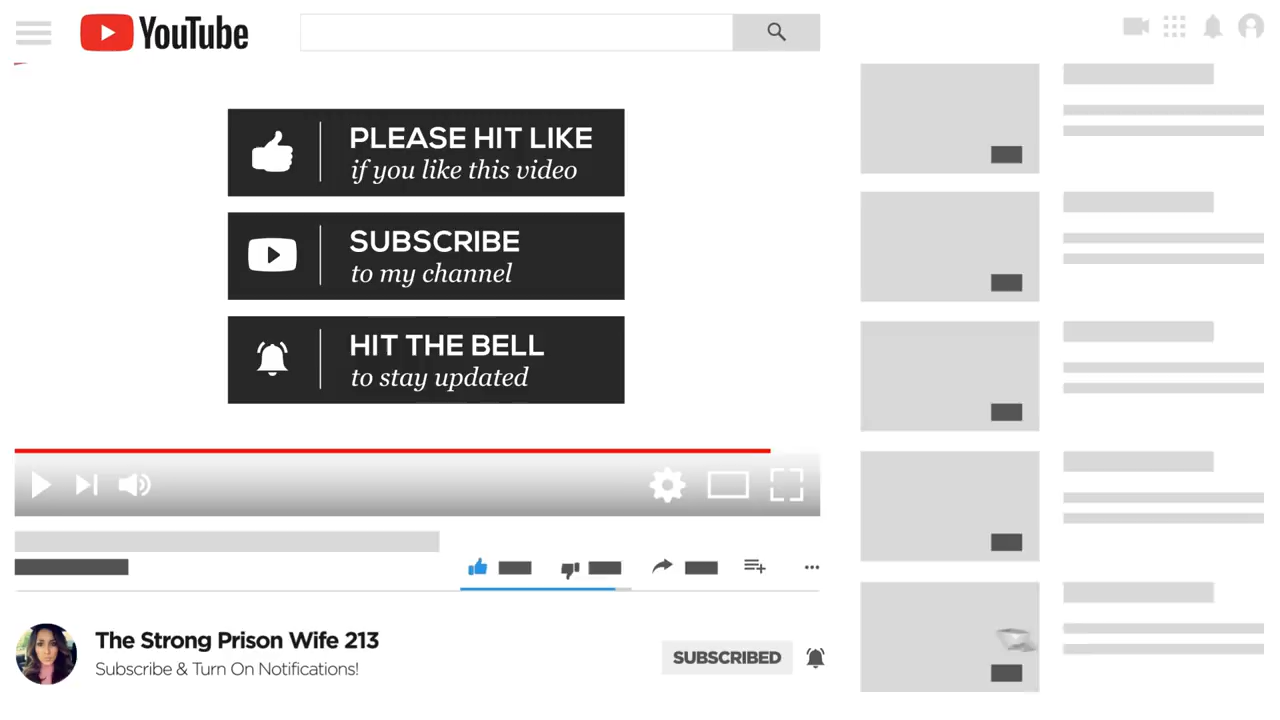 YouTube
PLEASE HIT LIKE
if you like this video
SUBSCRIBE
to my channel
HIT THE BELL
to stay updated
The Strong Prison Wife 213
Subscribe & Turn On Notifications!
SUBSCRIBED